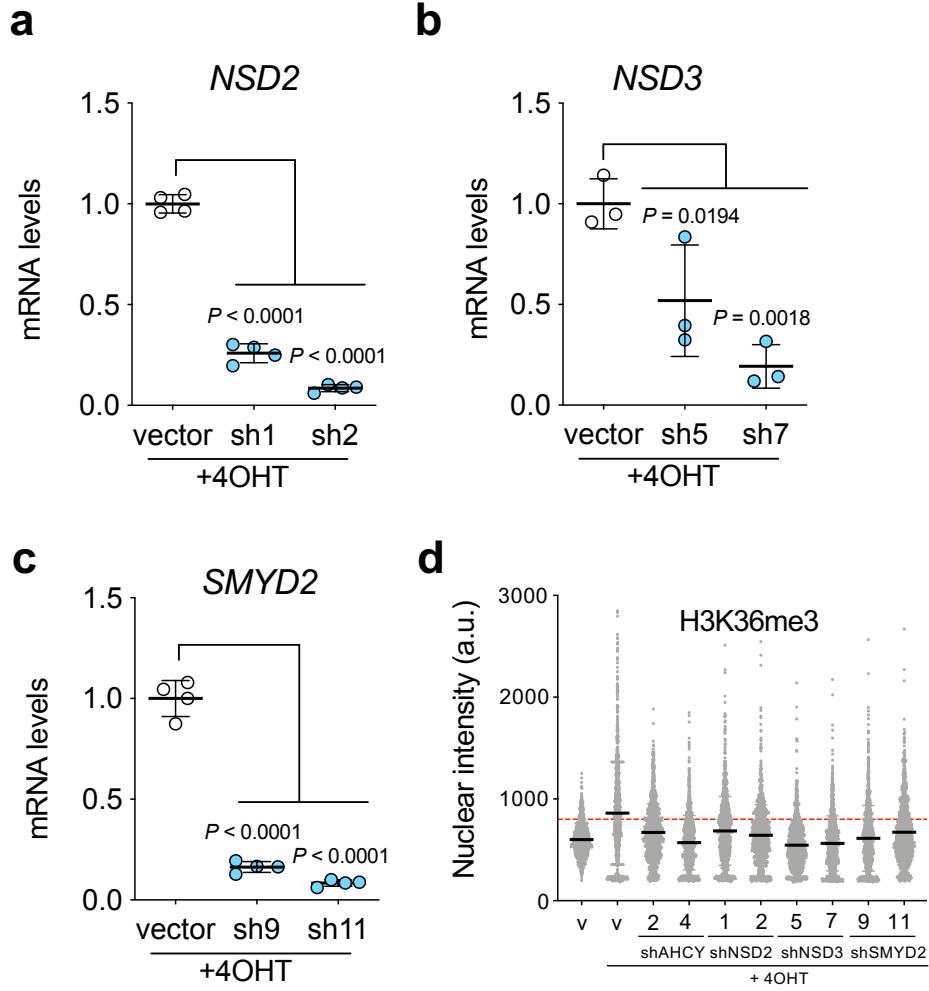 a
NSD2
mRNA levels
1.5
1.0
0.5
0.0
P < 0.0001
P < 0.0001
vector sh1 sh2
+4OHT
b
NSD3
mRNA levels
1.5
1.0
0.5
0.0
P = 0.0194
P = 0.0018
vector sh5 sh7
+4OHT
c
SMYD2
mRNA levels
1.5
1.0
0.5
0.0
P < 0.0001
P < 0.0001
vector sh9 sh11
+4OHT
d
H3K36me3
Nuclear intensity (a.u.)
3000
2000
1000
0
v v 2 4 1 2 5 7 9 11
shAHCY shNSD2 shNSD3 shSMYD2
+ 4OHT